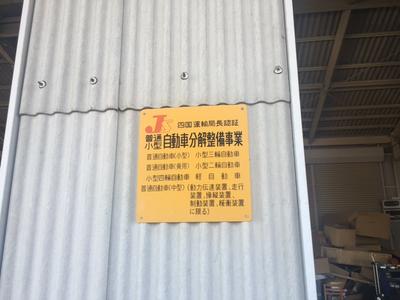 JS 四国運輸局長認証
普通
小型 自動車分解整備事業
普通自動車(小型) 小型三輪自動車
普通自動車(乗用) 小型二輪自動車
小型四輪自動車 軽自動車
普通自動車(中型) (動力伝達装置、走行
装置、操縦装置、
制動装置、緩衝装置
に限る)